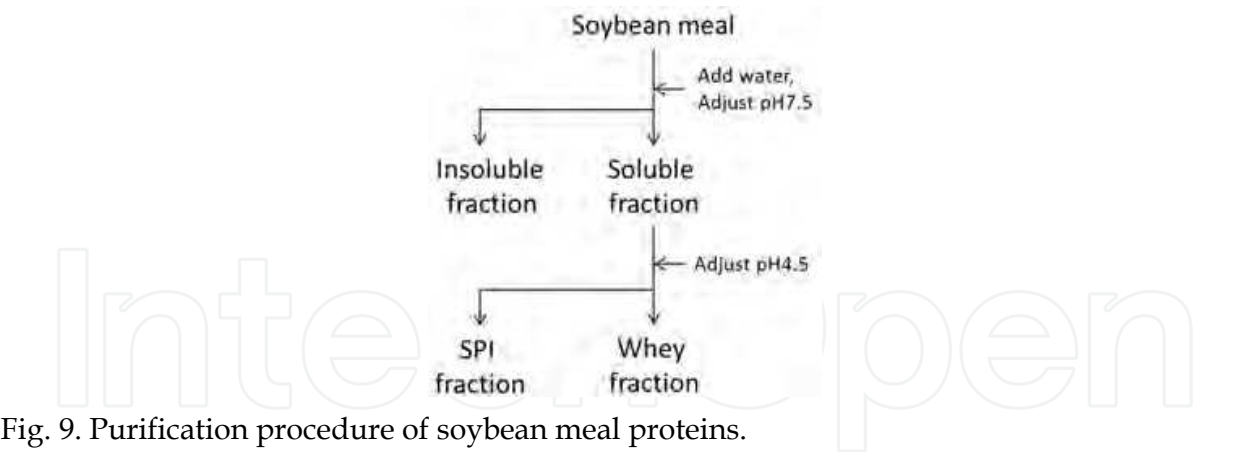 Soybean meal
Add water,
Adjust pH7.5
Insoluble
fraction
Soluble
fraction
Adjust pH4.5
SPI
fraction
Whey
fraction
IntechOpen
Fig. 9. Purification procedure of soybean meal proteins.